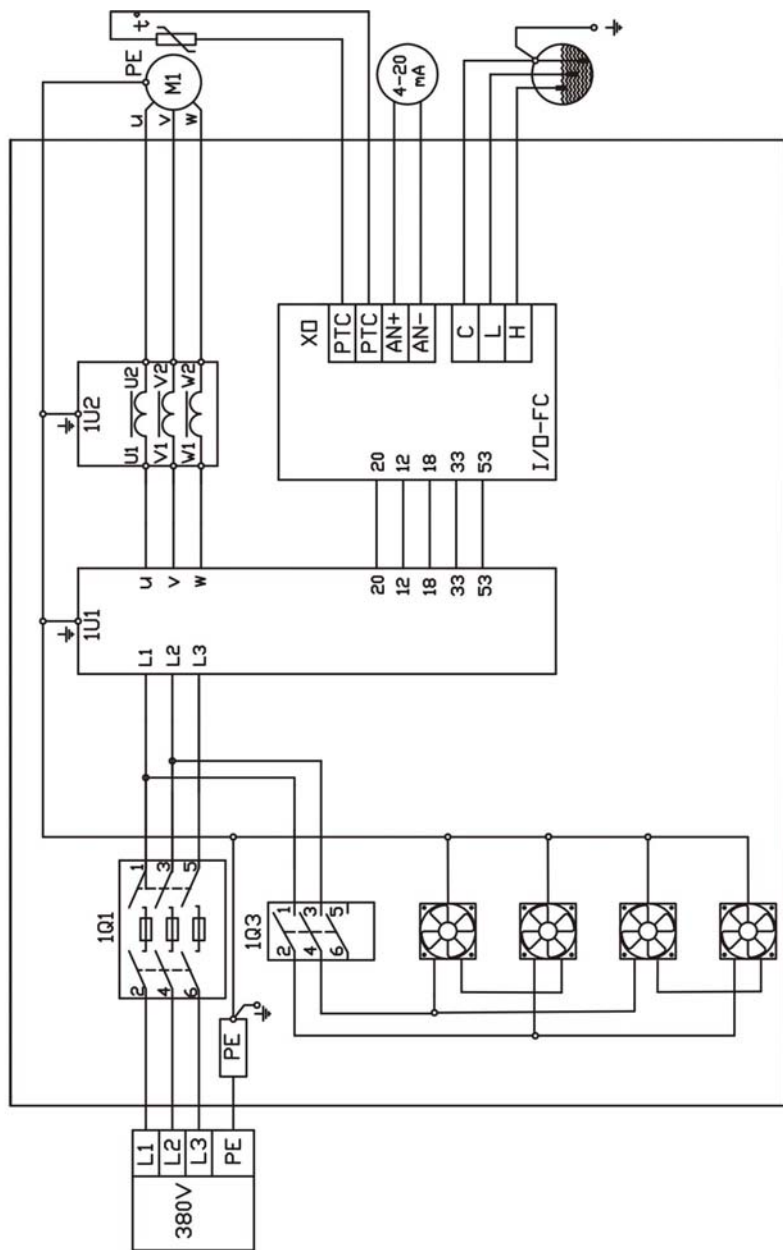 380V
L1
L2
L3
PE
PE
1Q1
2
4
6
1
3
5
1Q3
2
4
6
1
3
5
1U1
L1
L2
L3
U
V
W
20
12
18
33
53
1U2
U1
V1
W1
U2
V2
W2
I/O-FC
20
12
18
33
53
XD
PTC
PTC
AN+
AN-
C
L
H
U
V
W
PE
M1
t°
4-20
mA